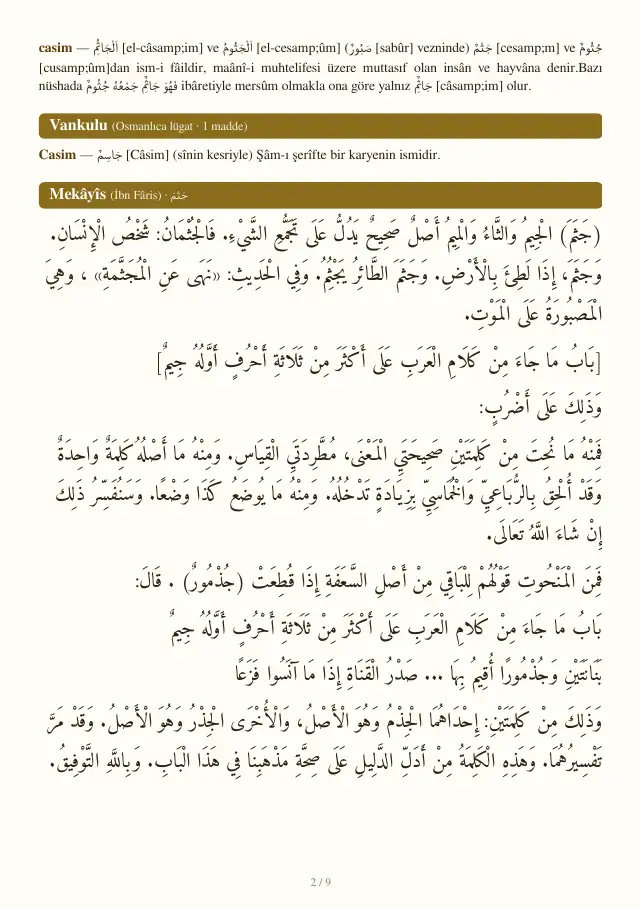 casim — اَلْجَاثِمُ [el-câsamp;im] ve اَلْجَثُومُ [el-cesamp;ûm] (صَبُورٌ [sabûr] vezninde) جَثْمٌ [cesamp;m] ve جُثُومٌ
[cusamp;ûm]dan ism-i fâildir, maânî-i muhtelifesi üzere muttasıf olan insân ve hayvâna denir.Bazı
nüshada فَهُوَ جَاثِمٌ جَمْعُهُ جُثُومٌ ibâretiyle mersûm olmakla ona göre yalnız جَاثِمٌ [câsamp;im] olur.
Vankulu (Osmanlıca lügat · 1 madde)
Casim — جَاسِمٌ [Câsim] (sînin kesriyle) Şâm-ı şerîfte bir karyenin ismidir.
Mekâyîs (İbn Fâris) · جَثَمَ
(جَثَمَ) الْجِيمُ وَالثَّاءُ وَالْمِيمُ أَصْلٌ صَحِيحٌ يَدُلُّ عَلَى تَجَمُّعِ الشَّيْءِ. فَالْجُثْمَانُ: شَخْصُ الْإِنْسَانِ.
وَجَثَمَ، إِذَا لَطِئَ بِالْأَرْضِ. وَجَثَمَ الطَّائِرُ يَجْثُمُ. وَفِي الْحَدِيثِ: «نَهَى عَنِ الْمُجَثَّمَةِ» ، وَهِيَ
الْمَصْبُورَةُ عَلَى الْمَوْتِ.
[بَابُ مَا جَاءَ مِنْ كَلَامِ الْعَرَبِ عَلَى أَكْثَرَ مِنْ ثَلَاثَةِ أَحْرُفٍ أَوَّلُهُ جِيمٌ]
وَذَلِكَ عَلَى أَضْرُبٍ:
فَمِنْهُ مَا نُحِتَ مِنْ كَلِمَتَيْنِ صَحِيحَتَيِ الْمَعْنَى، مُطَّرِدَتَيِ الْقِيَاسِ. وَمِنْهُ مَا أَصْلُهُ كَلِمَةٌ وَاحِدَةٌ
وَقَدْ أُلْحِقَ بِالرُّبَاعِيِّ وَالْخُمَاسِيِّ بِزِيَادَةٍ تَدْخُلُهُ. وَمِنْهُ مَا يُوضَعُ كَذَا وَضْعًا. وَسَنُفَسِّرُ ذَلِكَ
إِنْ شَاءَ اللَّهُ تَعَالَى.
فَمِنَ الْمَنْحُوتِ قَوْلُهُمْ لِلْبَاقِي مِنْ أَصْلِ السَّعَفَةِ إِذَا قُطِعَتْ (جُذْمُورٌ) . قَالَ:
بَابُ مَا جَاءَ مِنْ كَلَامِ الْعَرَبِ عَلَى أَكْثَرَ مِنْ ثَلَاثَةِ أَحْرُفٍ أَوَّلُهُ جِيمٌ
بَنَانَتَيْنِ وَجُذْمُورًا أُقِيمُ بِهَا ... صَدْرُ الْقَنَاةِ إِذَا مَا آنَسُوا فَزَعًا
وَذَلِكَ مِنْ كَلِمَتَيْنِ: إِحْدَاهُمَا الْجِذْمُ وَهُوَ الْأَصْلُ، وَالْأُخْرَى الْجِذْرُ وَهُوَ الْأَصْلُ. وَقَدْ مَرَّ
تَفْسِيرُهُمَا. وَهَذِهِ الْكَلِمَةُ مِنْ أَدَلِّ الدَّلِيلِ عَلَى صِحَّةِ مَذْهَبِنَا فِي هَذَا الْبَابِ. وَبِاللَّهِ التَّوْفِيقُ.
2 / 9